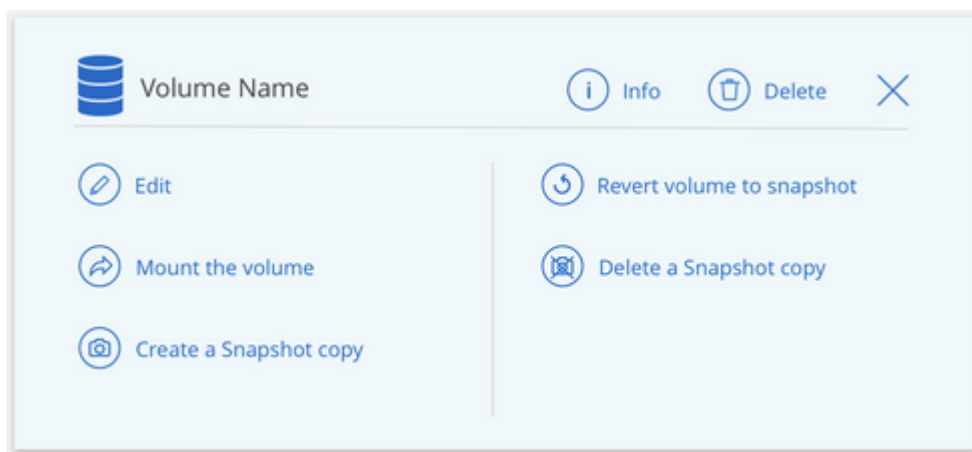 Volume Name
Info
Delete
Edit
Mount the volume
Create a Snapshot copy
Revert volume to snapshot
Delete a Snapshot copy